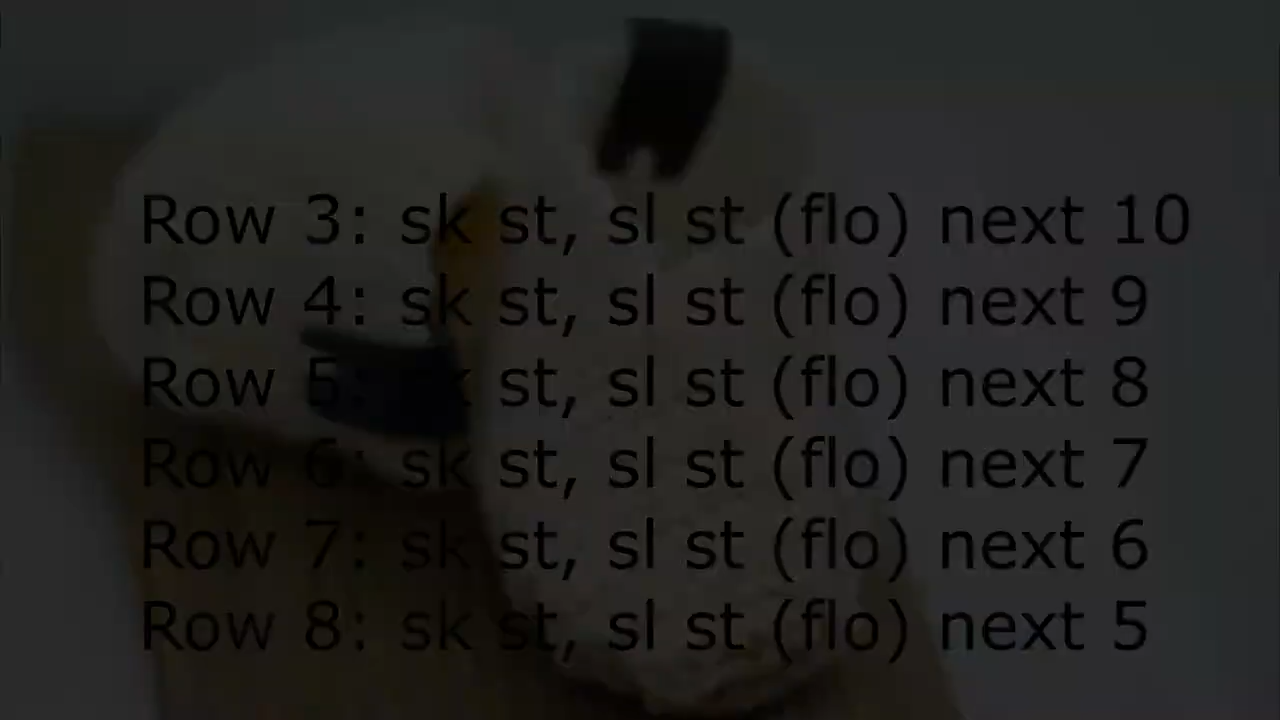 Row 3: sk st, sl st (flo) next 10
Row 4: sk st, sl st (flo) next 9
Row 5: sk st, sl st (flo) next 8
Row 6: sk st, sl st (flo) next 7
Row 7: sk st, sl st (flo) next 6
Row 8: sk st, sl st (flo) next 5